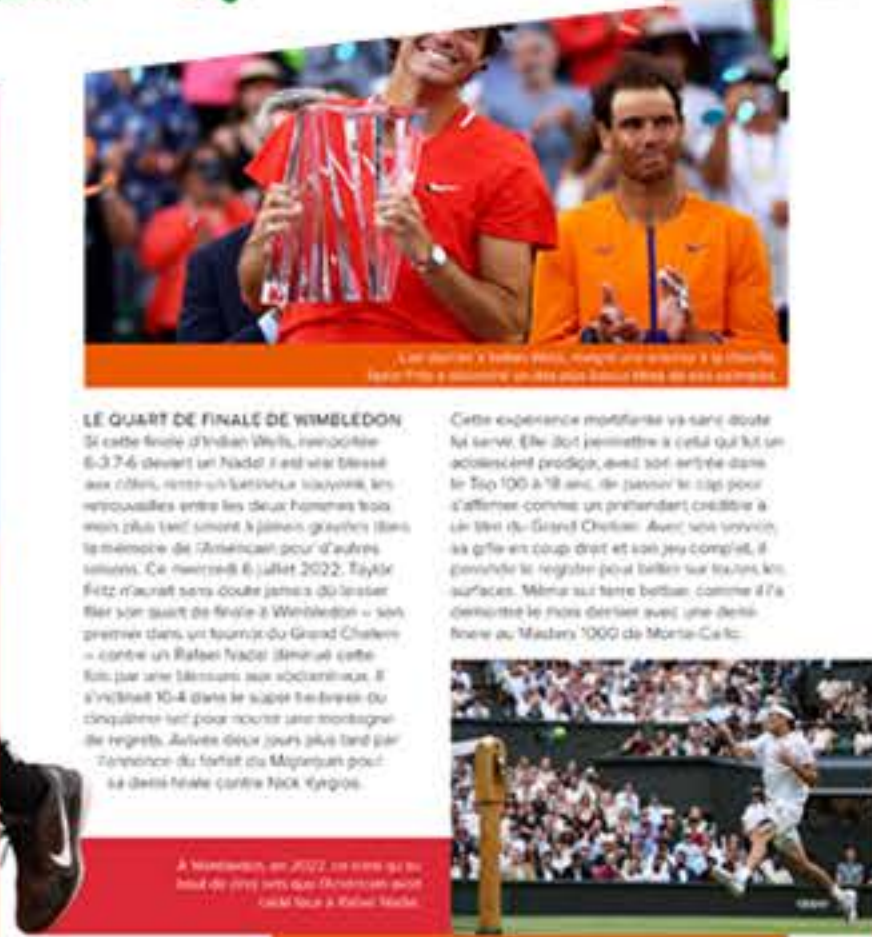 Taylor Fritz a
LE QUART DE FINALE DE WIMBLEDON
Si cette finale d'Indian Wells, remportée
6-3 7-6 devant un Nadal il est vrai blessé
aux côtes, reste un lumineux souvenir, les
retrouvailles entre les deux hommes trois
mois plus tard seront à jamais gravées dans
la mémoire de l'Américain pour d'autres
raisons. Ce mercredi 6 juillet 2022, Taylor
Fritz n'aurait sans doute jamais dû laisser
filer son quart de finale à Wimbledon – son
premier dans un tournoi du Grand Chelem
– contre un Rafael Nadal diminué cette
fois par une blessure aux abdominaux. Il
s'inclinait 10-4 dans le super tie-break du
cinquième set pour nourrir une montagne
de regrets. Avivés deux jours plus tard par
l'annonce du forfait du Majorquin pour
sa demi-finale contre Nick Kyrgios.
Cette expérience mortifiante va sans doute
lui servir. Elle doit permettre à celui qui fut un
adolescent prodige, avec son entrée dans
le Top 100 à 18 ans, de passer le cap pour
s'affirmer comme un prétendant crédible à
un titre du Grand Chelem. Avec son service,
sa gifle en coup droit et son jeu complet, il
possède le registre pour briller sur toutes les
surfaces. Même sur terre battue, comme il l'a
démontré le mois dernier avec une demi-
finale au Masters 1000 de Monte-Carlo.
À Wimbledon, en 2022, ce n'est qu'au
bout de cinq sets que l'Américain avait
cédé face à Rafael Nadal.